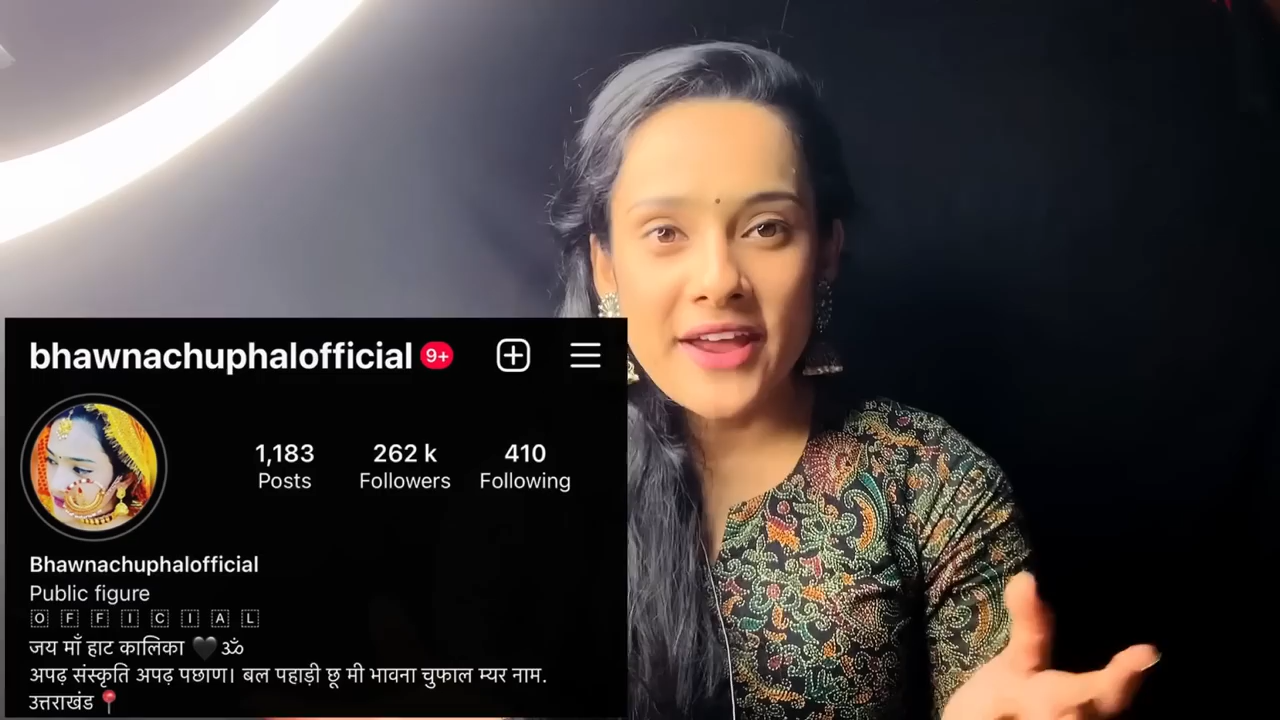 bhawnachuphalofficial 9+
1,183 262 k 410
Posts Followers Following
Bhawnachuphalofficial
Public figure
O F F I C I A L
जय माँ हाट कालिका 🖤ॐ
अपढ़ संस्कृति अपढ़ पछाण। बल पहाड़ी छू मी भावना चुफाल म्यर नाम.
उत्तराखंड📍